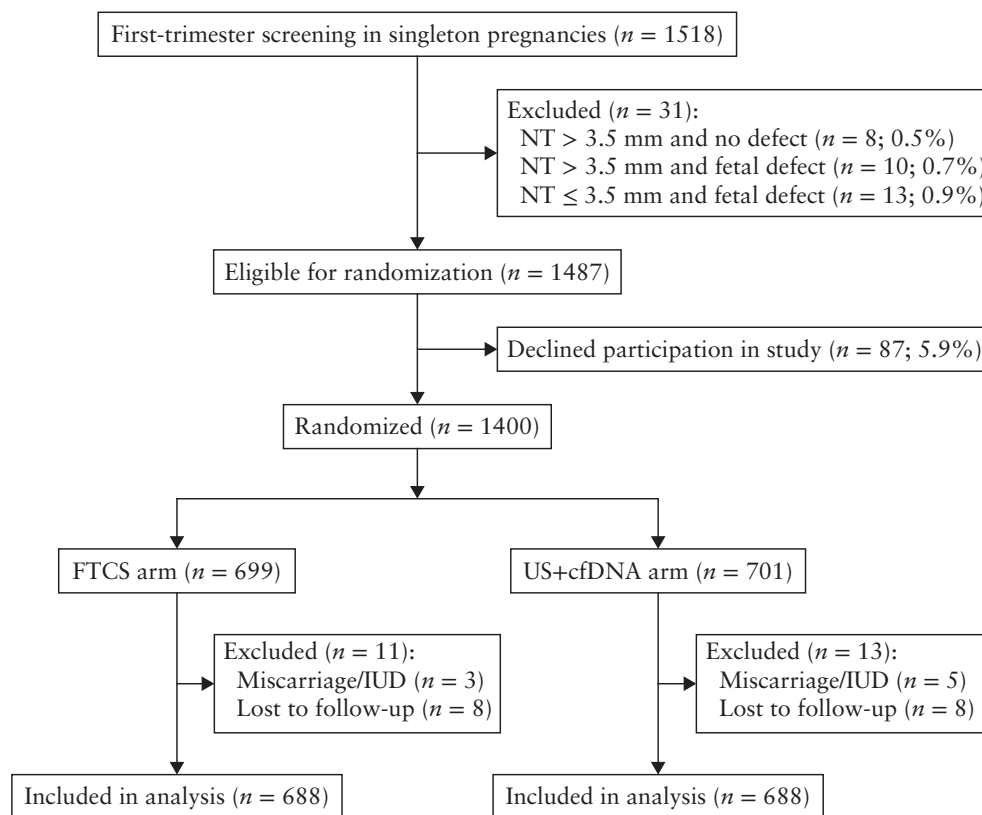 First-trimester screening in singleton pregnancies (n = 1518)
Excluded (n = 31):
NT > 3.5 mm and no defect (n = 8; 0.5%)
NT > 3.5 mm and fetal defect (n = 10; 0.7%)
NT ≤ 3.5 mm and fetal defect (n = 13; 0.9%)
Eligible for randomization (n = 1487)
Declined participation in study (n = 87; 5.9%)
Randomized (n = 1400)
FTCS arm (n = 699)
US+cfDNA arm (n = 701)
Excluded (n = 11):
Miscarriage/IUD (n = 3)
Lost to follow-up (n = 8)
Excluded (n = 13):
Miscarriage/IUD (n = 5)
Lost to follow-up (n = 8)
Included in analysis (n = 688)
Included in analysis (n = 688)